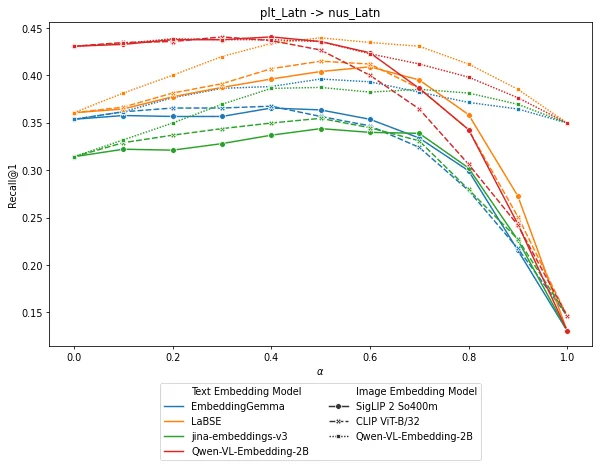 plt_Latn -> nus_Latn
Recall@1
0.45
0.40
0.35
0.30
0.25
0.20
0.15
0.0 0.2 0.4 0.6 0.8 1.0
α
Text Embedding Model Image Embedding Model
EmbeddingGemma SigLIP 2 So400m
LaBSE CLIP ViT-B/32
jina-embeddings-v3 Qwen-VL-Embedding-2B
Qwen-VL-Embedding-2B